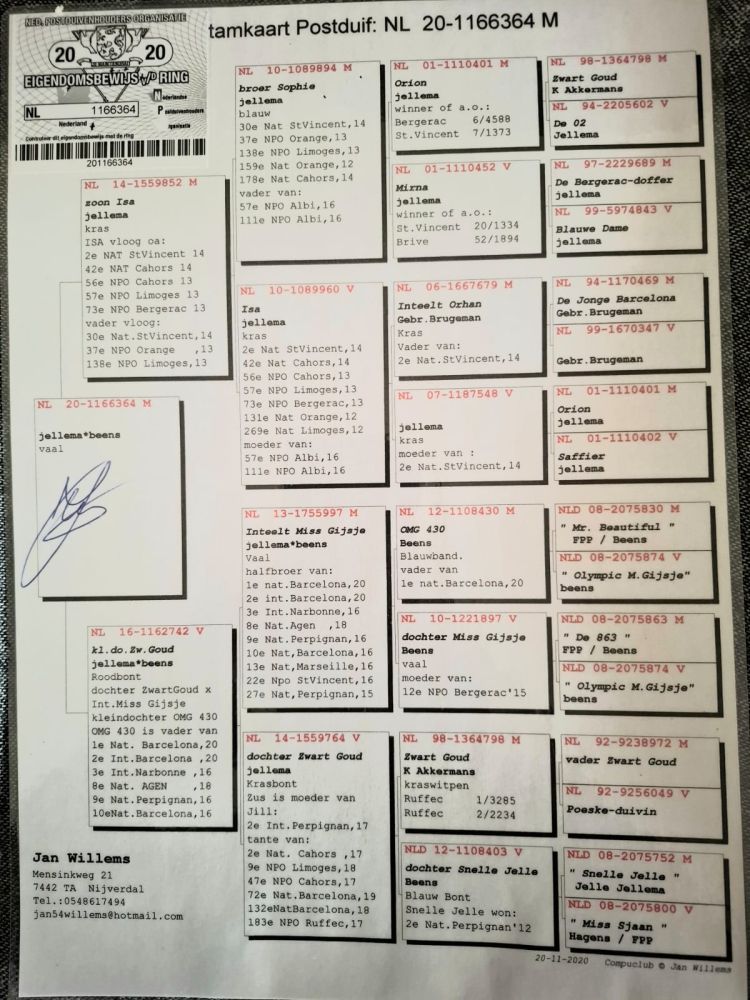 NED. POSTDUIVENHOUDERS ORGANISATIE
20 20
EIGENDOMSBEWIJS v/D RING
NL 1166364
Nederland
Nederlandse
Postduivenhouders
Organisatie
Controleer dit eigendomsbewijs met de ring
201166364
tamkaart Postduif: NL 20-1166364 M
NL 20-1166364 M
jellema*beens
vaal
NL 14-1559852 M
zoon Isa
jellema
kras
ISA vloog oa:
2e NAT StVincent 14
42e NAT Cahors 14
56e NPO Cahors 13
57e NPO Limoges 13
73e NPO Bergerac 13
vader vloog:
30e Nat.StVincent,14
37e NPO Orange ,13
138e NPO Limoges,13
NL 16-1162742 V
kl.do.Zw.Goud
jellema*beens
Roodbont
dochter ZwartGoud x
Int.Miss Gijsje
kleindochter OMG 430
OMG 430 is vader van
1e Nat. Barcelona,20
2e Int.Barcelona ,20
3e Int.Narbonne ,16
8e Nat. AGEN ,18
9e Nat.Perpignan,16
10eNat.Barcelona,16
NL 10-1089894 M
broer Sophie
jellema
blauw
30e Nat StVincent,14
37e NPO Orange,13
138e NPO Limoges,13
159e Nat Orange,12
178e Nat Cahors,14
vader van:
57e NPO Albi,16
111e NPO Albi,16
NL 10-1089960 V
Isa
jellema
kras
2e Nat StVincent,14
42e Nat Cahors,14
56e NPO Cahors,13
57e NPO Limoges,13
73e NPO Bergerac,13
131e Nat Orange,12
269e Nat Limoges,12
moeder van:
57e NPO Albi,16
111e NPO Albi,16
NL 13-1755997 M
Inteelt Miss Gijsje
jellema*beens
Vaal
halfbroer van:
1e nat.Barcelona,20
2e int.Barcelona,20
3e Int.Narbonne,16
8e Nat.Agen ,18
9e Nat.Perpignan,16
10e Nat,Barcelona,16
13e Nat,Marseille,16
22e Npo StVincent,16
27e Nat,Perpignan,15
NL 14-1559764 V
dochter Zwart Goud
jellema
Krasbont
Zus is moeder van
Jill:
2e Int.Perpignan,17
tante van:
2e Nat. Cahors ,17
9e NPO Limoges,18
47e NPO Cahors,17
72e Nat.Barcelona,19
132eNatBarcelona,18
183e NPO Ruffec,17
NL 01-1110401 M
Orion
jellema
winner of a.o.:
Bergerac 6/4588
St.Vincent 7/1373
NL 01-1110452 V
Mirna
jellema
winner of a.o.:
St.Vincent 20/1334
Brive 52/1894
NL 06-1667679 M
Inteelt Orhan
Gebr.Brugeman
Kras
Vader van:
2e Nat.StVincent,14
NL 07-1187548 V
jellema
kras
moeder van :
2e Nat.StVincent,14
NL 12-1108430 M
OMG 430
Beens
Blauwband.
vader van
1e nat.Barcelona,20
NL 10-1221897 V
dochter Miss Gijsje
Beens
vaal
moeder van:
12e NPO Bergerac'15
NL 98-1364798 M
Zwart Goud
K Akkermans
kraswitpen
Ruffec 1/3285
Ruffec 2/2234
NLD 12-1108403 V
dochter Snelle Jelle
Beens
Blauw Bont
Snelle Jelle won:
2e Nat.Perpignan'12
NL 98-1364798 M
Zwart Goud
K Akkermans
NL 94-2205602 V
De 02
Jellema
NL 97-2229689 M
De Bergerac-doffer
jellema
NL 99-5974843 V
Blauwe Dame
jellema
NL 94-1170469 M
De Jonge Barcelona
Gebr.Brugeman
NL 99-1670347 V
Gebr.Brugeman
NL 01-1110401 M
Orion
jellema
NL 01-1110402 V
Saffier
jellema
NLD 08-2075830 M
" Mr. Beautiful "
FPP / Beens
NLD 08-2075874 V
" Olympic M.Gijsje"
beens
NLD 08-2075863 M
" De 863 "
FPP / Beens
NLD 08-2075874 V
" Olympic M.Gijsje"
beens
NL 92-9238972 M
vader Zwart Goud
NL 92-9256049 V
Poeske-duivin
NLD 08-2075752 M
" Snelle Jelle "
Jelle Jellema
NLD 08-2075800 V
" Miss Sjaan "
Hagens / FPP
Jan Willems
Mensinkweg 21
7442 TA Nijverdal
Tel.:0548617494
jan54willems@hotmail.com
20-11-2020 Compuclub © Jan Willems